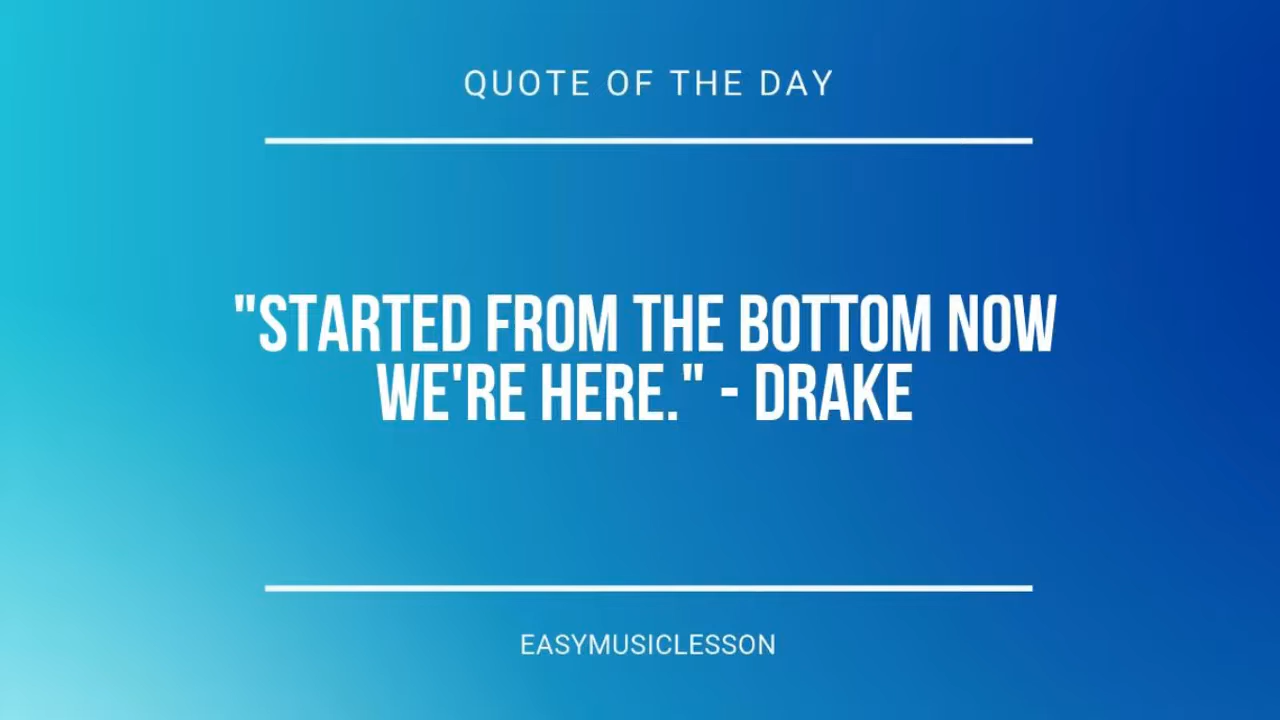 QUOTE OF THE DAY
"STARTED FROM THE BOTTOM NOW
WE'RE HERE." - DRAKE
EASYMUSICLESSON